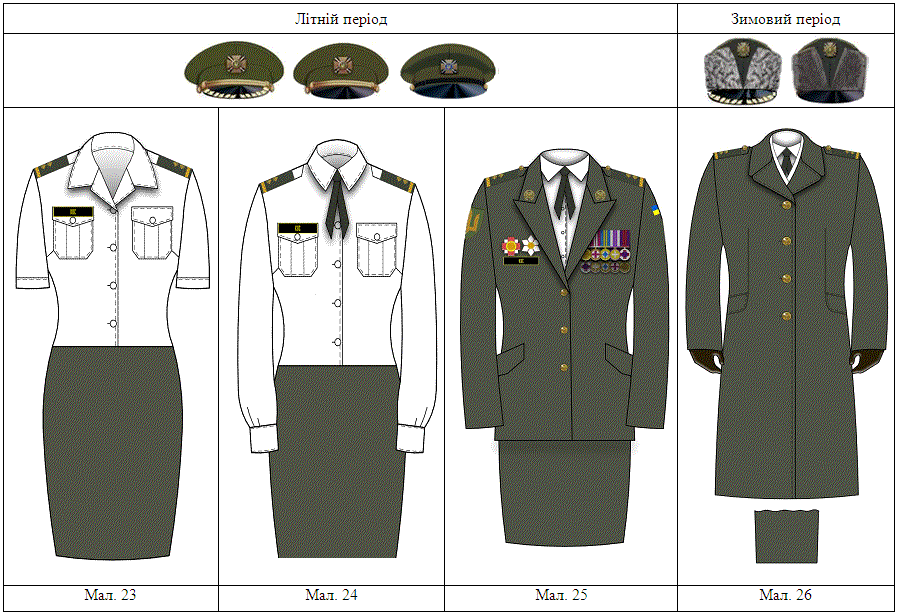 Літній період
Зимовий період
Мал. 23
Мал. 24
Мал. 25
Мал. 26